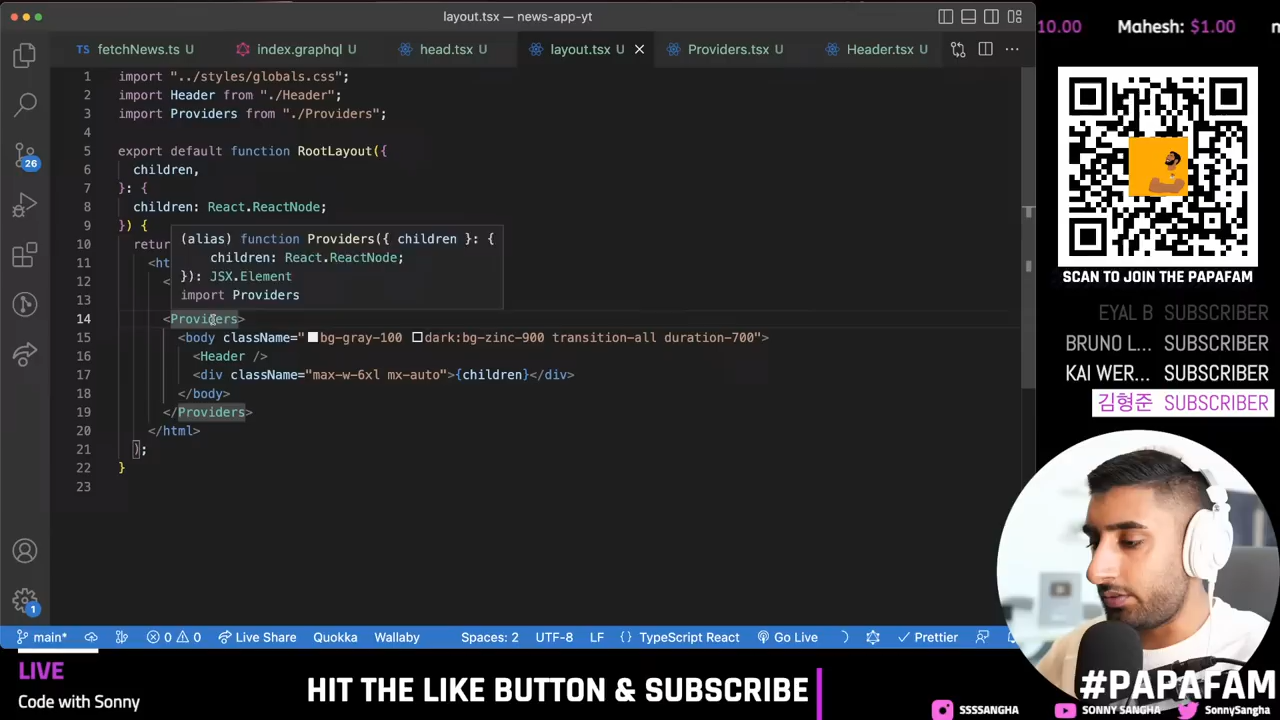 layout.tsx — news-app-yt
10.00 Mahesh: $1.00
TS fetchNews.ts U index.graphql U head.tsx U layout.tsx U Providers.tsx U Header.tsx U
1 import "../styles/globals.css";
2 import Header from "./Header";
3 import Providers from "./Providers";
4
5 export default function RootLayout({
6 children,
7 }: {
8 children: React.ReactNode;
9 }) {
10 retur
11 <ht
12 <
13
14 <Providers>
15 <body className="bg-gray-100 dark:bg-zinc-900 transition-all duration-700">
16 <Header />
17 <div className="max-w-6xl mx-auto">{children}</div>
18 </body>
19 </Providers>
20 </html>
21 );
22 }
23
(alias) function Providers({ children }: {
children: React.ReactNode;
}): JSX.Element
import Providers
26
1
SCAN TO JOIN THE PAPAFAM
EYAL B SUBSCRIBER
BRUNO L... SUBSCRIBER
KAI WER... SUBSCRIBER
김형준 SUBSCRIBER
main* 0 0 Live Share Quokka Wallaby Spaces: 2 UTF-8 LF {} TypeScript React Go Live Prettier
LIVE
Code with Sonny
HIT THE LIKE BUTTON & SUBSCRIBE
#PAPAFAM
SSSSANGHA SONNY SANGHA SonnySangha